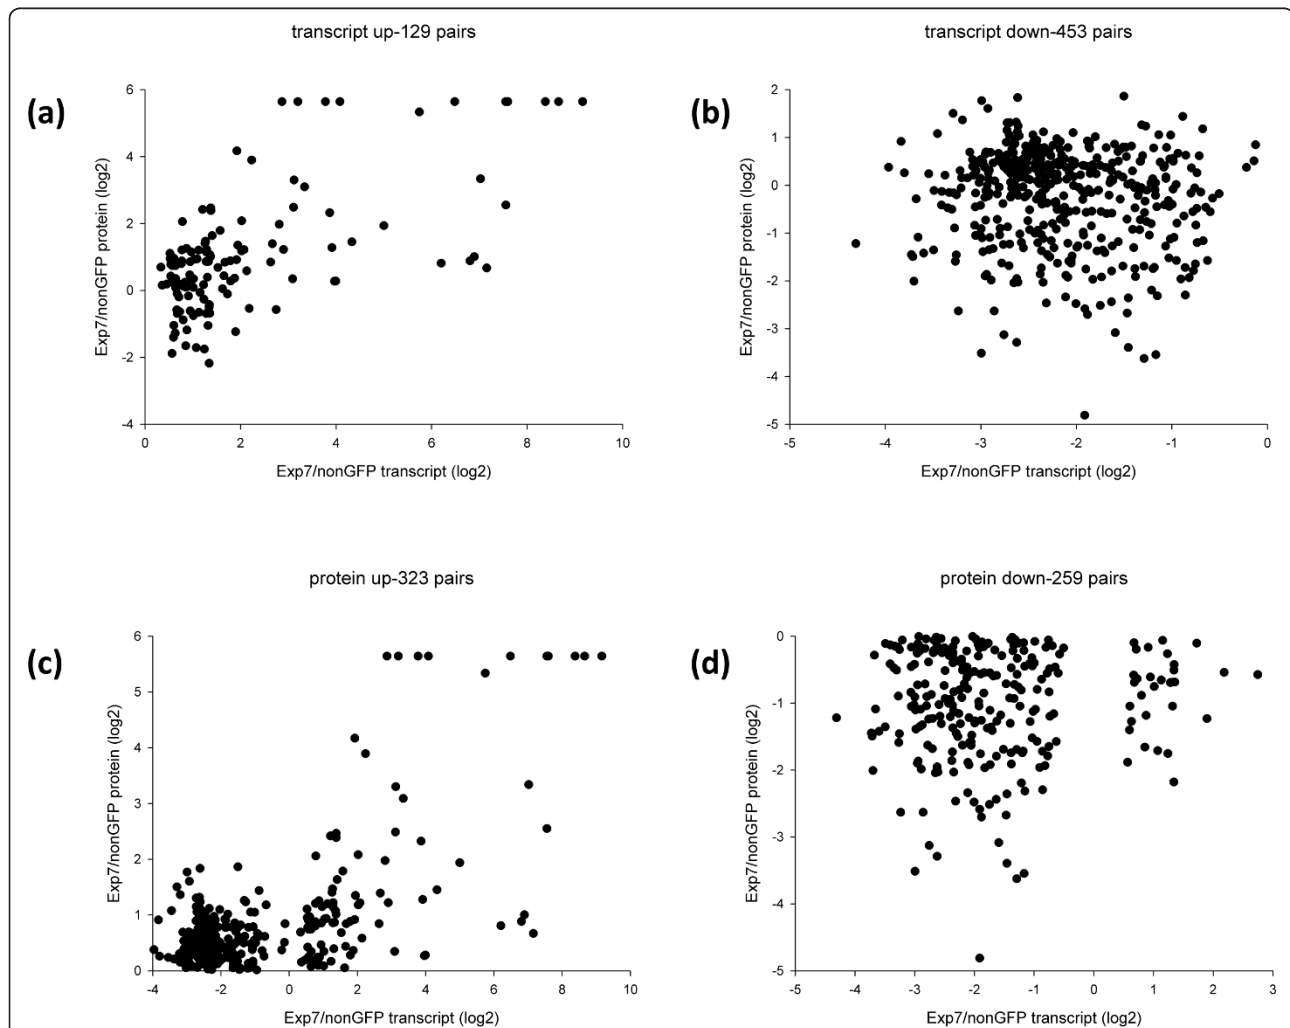 transcript up-129 pairs
(a)
6
4
2
0
-2
-4
Exp7/nonGFP protein (log2)
0 2 4 6 8 10
Exp7/nonGFP transcript (log2)
transcript down-453 pairs
(b)
2
1
0
-1
-2
-3
-4
-5
Exp7/nonGFP protein (log2)
-5 -4 -3 -2 -1 0
Exp7/nonGFP transcript (log2)
protein up-323 pairs
(c)
6
5
4
3
2
1
0
Exp7/nonGFP protein (log2)
-4 -2 0 2 4 6 8 10
Exp7/nonGFP transcript (log2)
protein down-259 pairs
(d)
0
-1
-2
-3
-4
-5
Exp7/nonGFP protein (log2)
-5 -4 -3 -2 -1 0 1 2 3
Exp7/nonGFP transcript (log2)